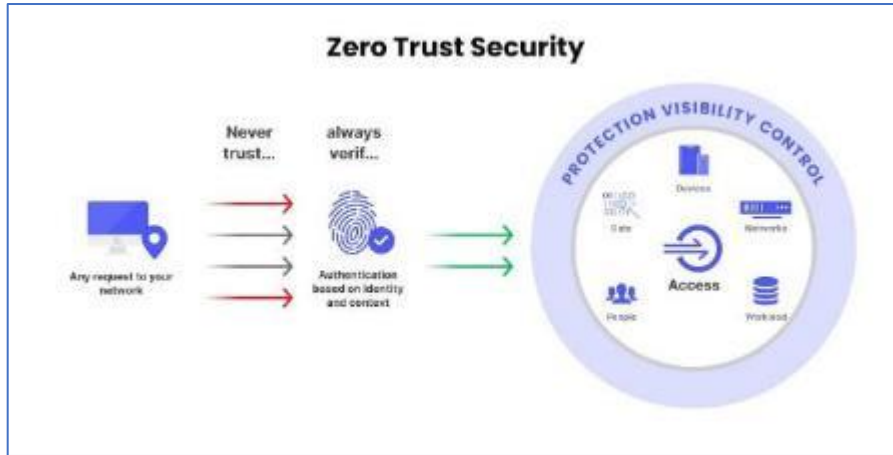 Zero Trust Security
Never
trust...
always
verif...
Any request to your
network
Authentication
based on identity
and context
PROTECTION VISIBILITY CONTROL
Devices
Data
Networks
Access
People
Workload